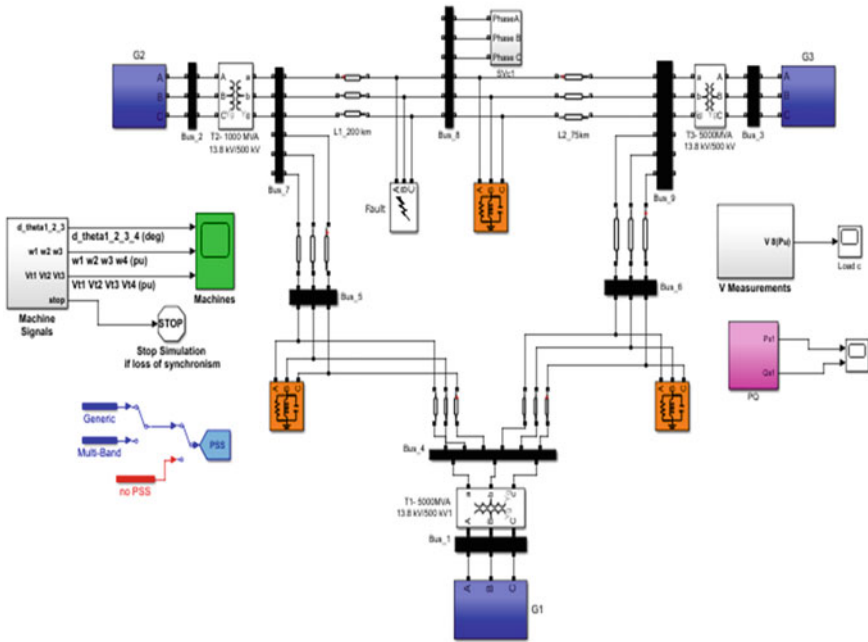 PhaseA
Phase B
Phase C
SVc1
G2
G3
A
B
C
A
B
C
a
b
c
a
b
c
A
B
C
A
B
C
Bus_2
T2- 1000 MVA
13.8 kV/500 kV
Bus_7
L1_200 km
Bus_8
L2_75km
Bus_9
T3- 5000MVA
13.8 kV/500 kV
Bus_3
A B C
Fault
A B C
d_theta1_2_3
d_theta1_2_3_4 (deg)
w1 w2 w3
w1 w2 w3 w4 (pu)
Vt1 Vt2 Vt3
Vt1 Vt2 Vt3 Vt4 (pu)
stop
Machine
Signals
Machines
STOP
Stop Simulation
if loss of synchronism
V 8(Pu)
Load c
V Measurements
Bus_5
Bus_6
Ps1
Qs1
PQ
A B C
A B C
Generic
Multi-Band
no PSS
PSS
Bus_4
a b c
T1- 5000MVA
13.8 kV/500 kV1
A B C
Bus_1
A B C
G1